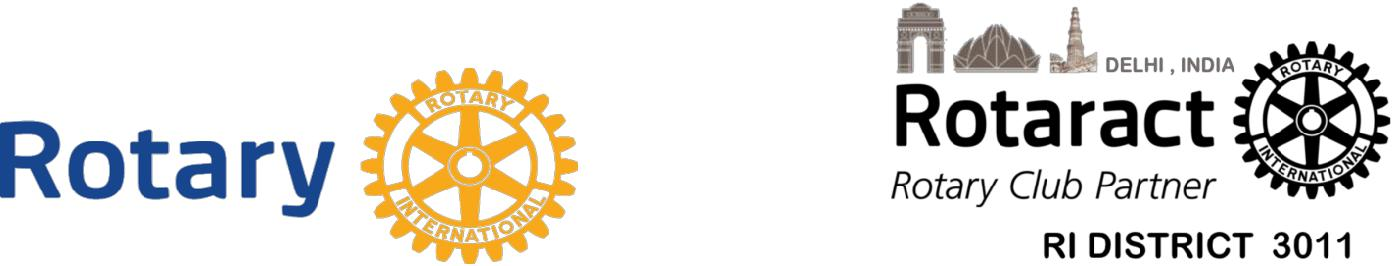 Rotary
ROTARY
INTERNATIONAL
DELHI , INDIA
Rotaract
ROTARY
INTERNATIONAL
Rotary Club Partner
RI DISTRICT 3011